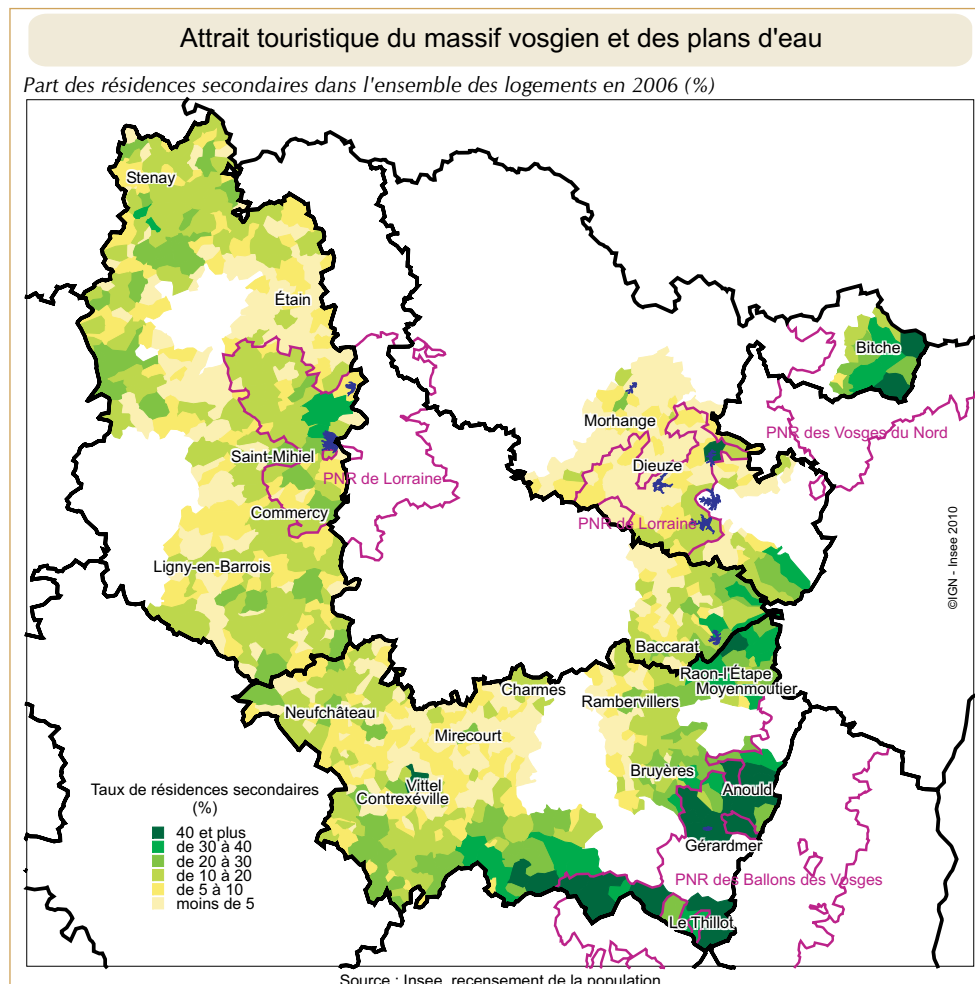 Attrait touristique du massif vosgien et des plans d'eau
Part des résidences secondaires dans l'ensemble des logements en 2006 (%)
Stenay
Étain
Bitche
Morhange
PNR des Vosges du Nord
Saint-Mihiel
Dieuze
PNR de Lorraine
Commercy
PNR de Lorraine
Ligny-en-Barrois
©IGN - Insee 2010
Baccarat
Raon-l'Étape
Moyenmoutier
Charmes
Rambervillers
Neufchâteau
Mirecourt
Bruyères
Vittel
Anould
Contrexéville
Gérardmer
PNR des Ballons des Vosges
Le Thillot
Taux de résidences secondaires
(%)
40 et plus
de 30 à 40
de 20 à 30
de 10 à 20
de 5 à 10
moins de 5
Source : Insee, recensement de la population